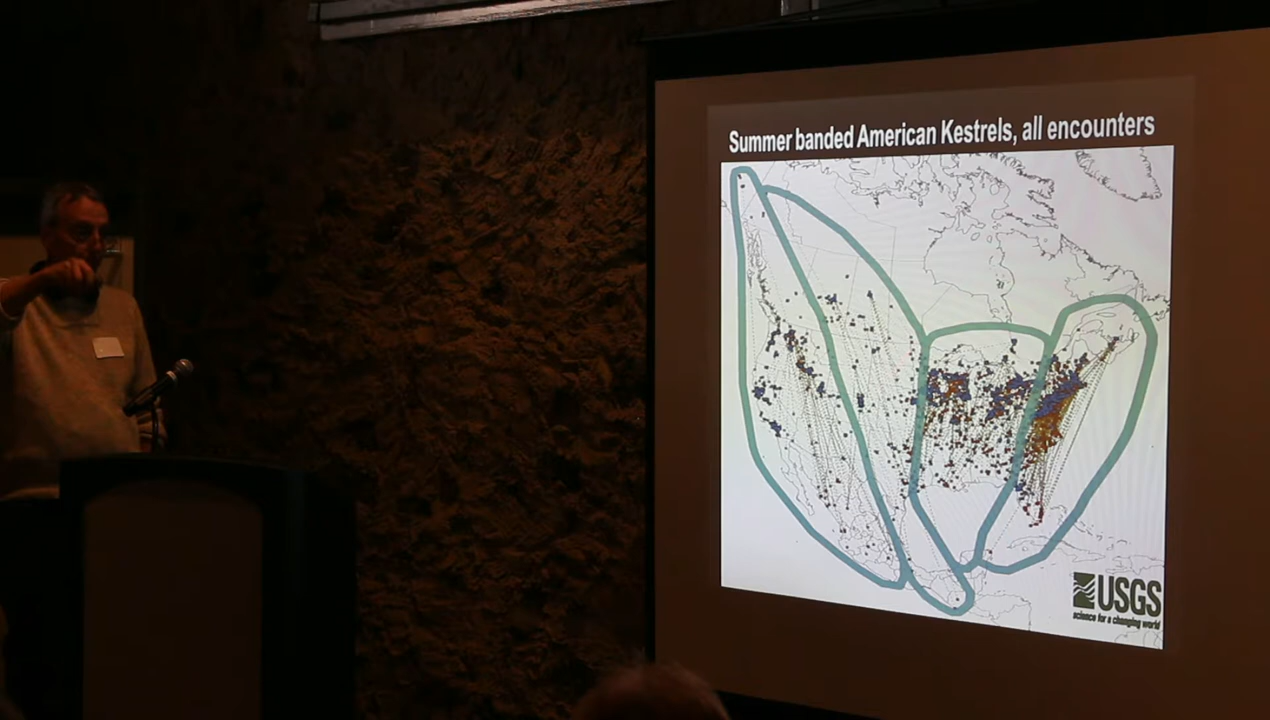 Summer banded American Kestrels, all encounters
USGS
science for a changing world